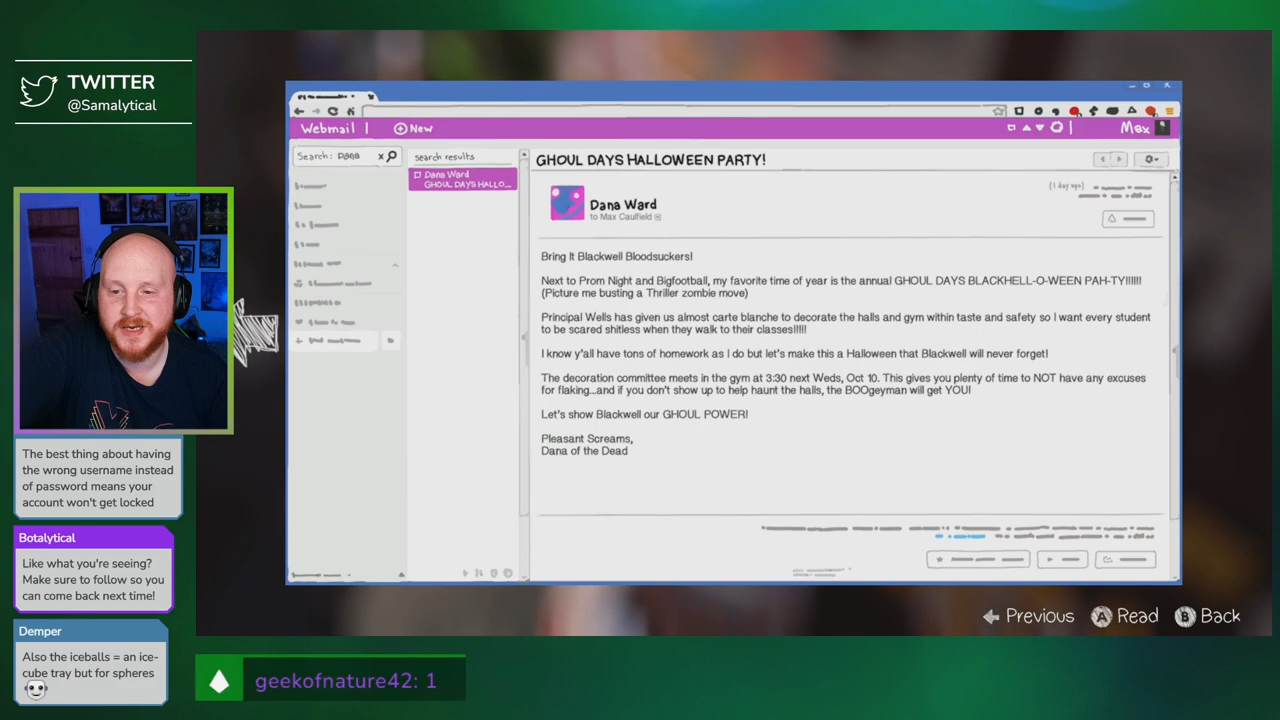 TWITTER
@Samalytical
The best thing about having
the wrong username instead
of password means your
account won't get locked
Botalytical
Like what you're seeing?
Make sure to follow so you
can come back next time!
Demper
Also the iceballs = an ice-
cube tray but for spheres
Webmail |
New
Max
Search: Dana x
search results
Dana Ward
GHOUL DAYS HALLO...
GHOUL DAYS HALLOWEEN PARTY!
(1 day ago)
Dana Ward
to Max Caulfield
Bring It Blackwell Bloodsuckers!
Next to Prom Night and Bigfootball, my favorite time of year is the annual GHOUL DAYS BLACKHELL-O-WEEN PAH-TY!!!!!!
(Picture me busting a Thriller zombie move)
Principal Wells has given us almost carte blanche to decorate the halls and gym within taste and safety so I want every student
to be scared shitless when they walk to their classes!!!!!
I know y'all have tons of homework as I do but let's make this a Halloween that Blackwell will never forget!
The decoration committee meets in the gym at 3:30 next Weds, Oct 10. This gives you plenty of time to NOT have any excuses
for flaking...and if you don't show up to help haunt the halls, the BOOgeyman will get YOU!
Let's show Blackwell our GHOUL POWER!
Pleasant Screams,
Dana of the Dead
Previous A Read B Back
geekofnature42: 1